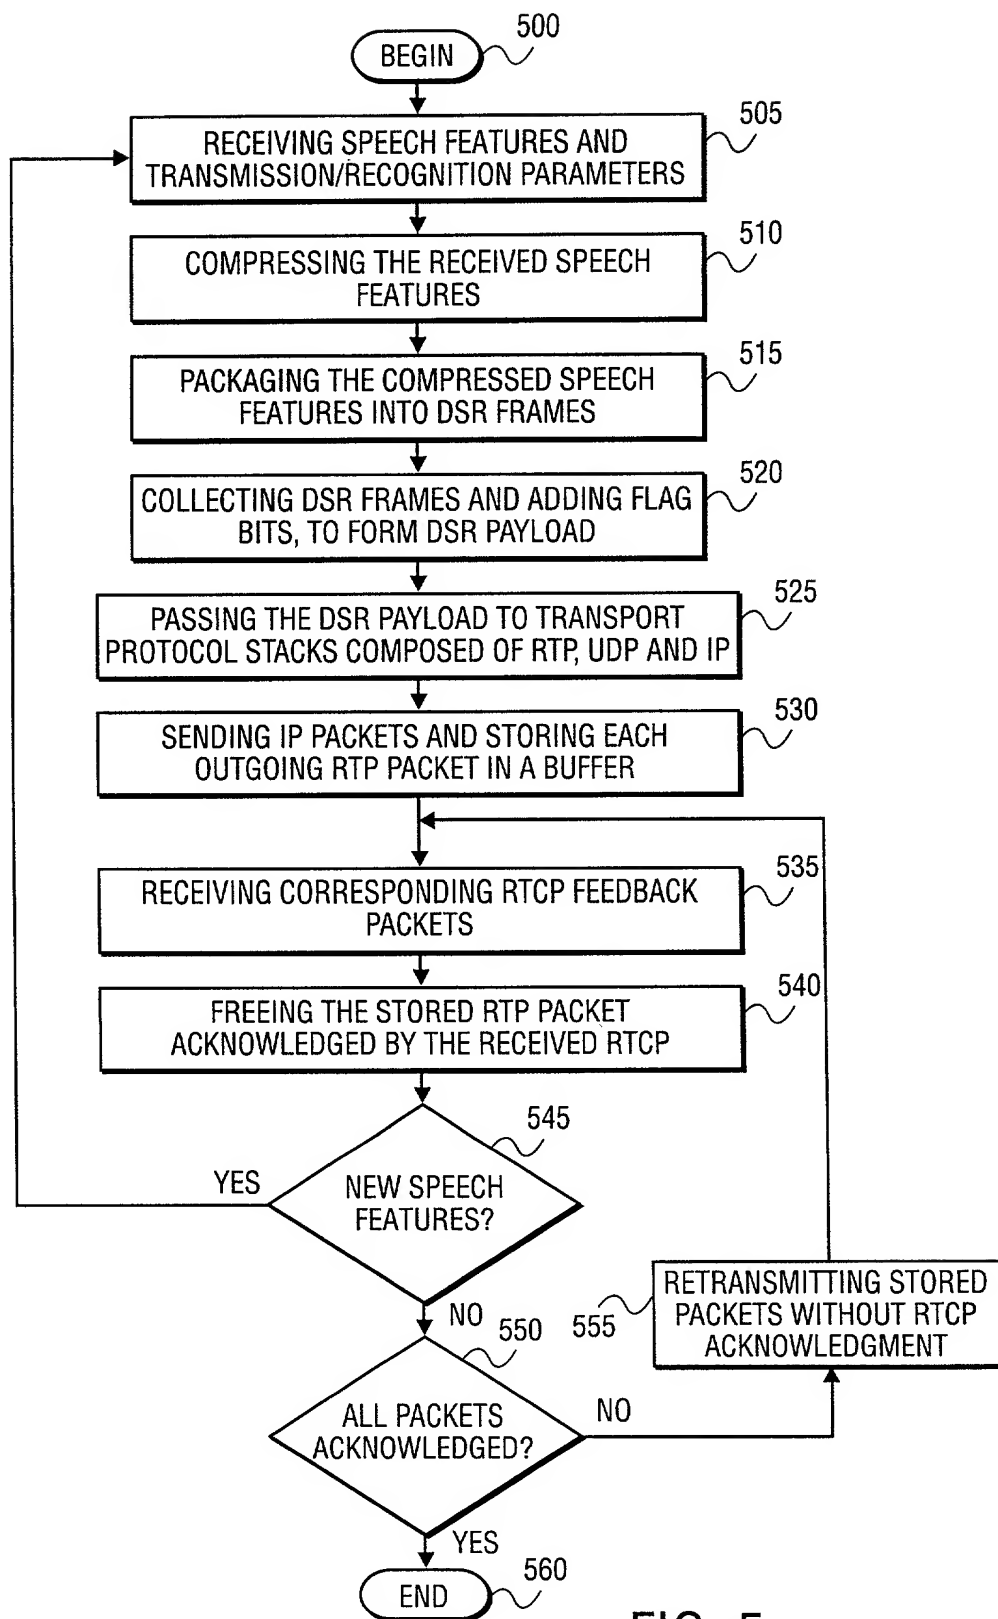 500
BEGIN
505
RECEIVING SPEECH FEATURES AND
TRANSMISSION/RECOGNITION PARAMETERS
510
COMPRESSING THE RECEIVED SPEECH
FEATURES
515
PACKAGING THE COMPRESSED SPEECH
FEATURES INTO DSR FRAMES
520
COLLECTING DSR FRAMES AND ADDING FLAG
BITS, TO FORM DSR PAYLOAD
525
PASSING THE DSR PAYLOAD TO TRANSPORT
PROTOCOL STACKS COMPOSED OF RTP, UDP AND IP
530
SENDING IP PACKETS AND STORING EACH
OUTGOING RTP PACKET IN A BUFFER
535
RECEIVING CORRESPONDING RTCP FEEDBACK
PACKETS
540
FREEING THE STORED RTP PACKET
ACKNOWLEDGED BY THE RECEIVED RTCP
545
YES
NEW SPEECH
FEATURES?
NO
550
555
RETRANSMITTING STORED
PACKETS WITHOUT RTCP
ACKNOWLEDGMENT
ALL PACKETS
ACKNOWLEDGED?
NO
YES
560
END
FIG. 5